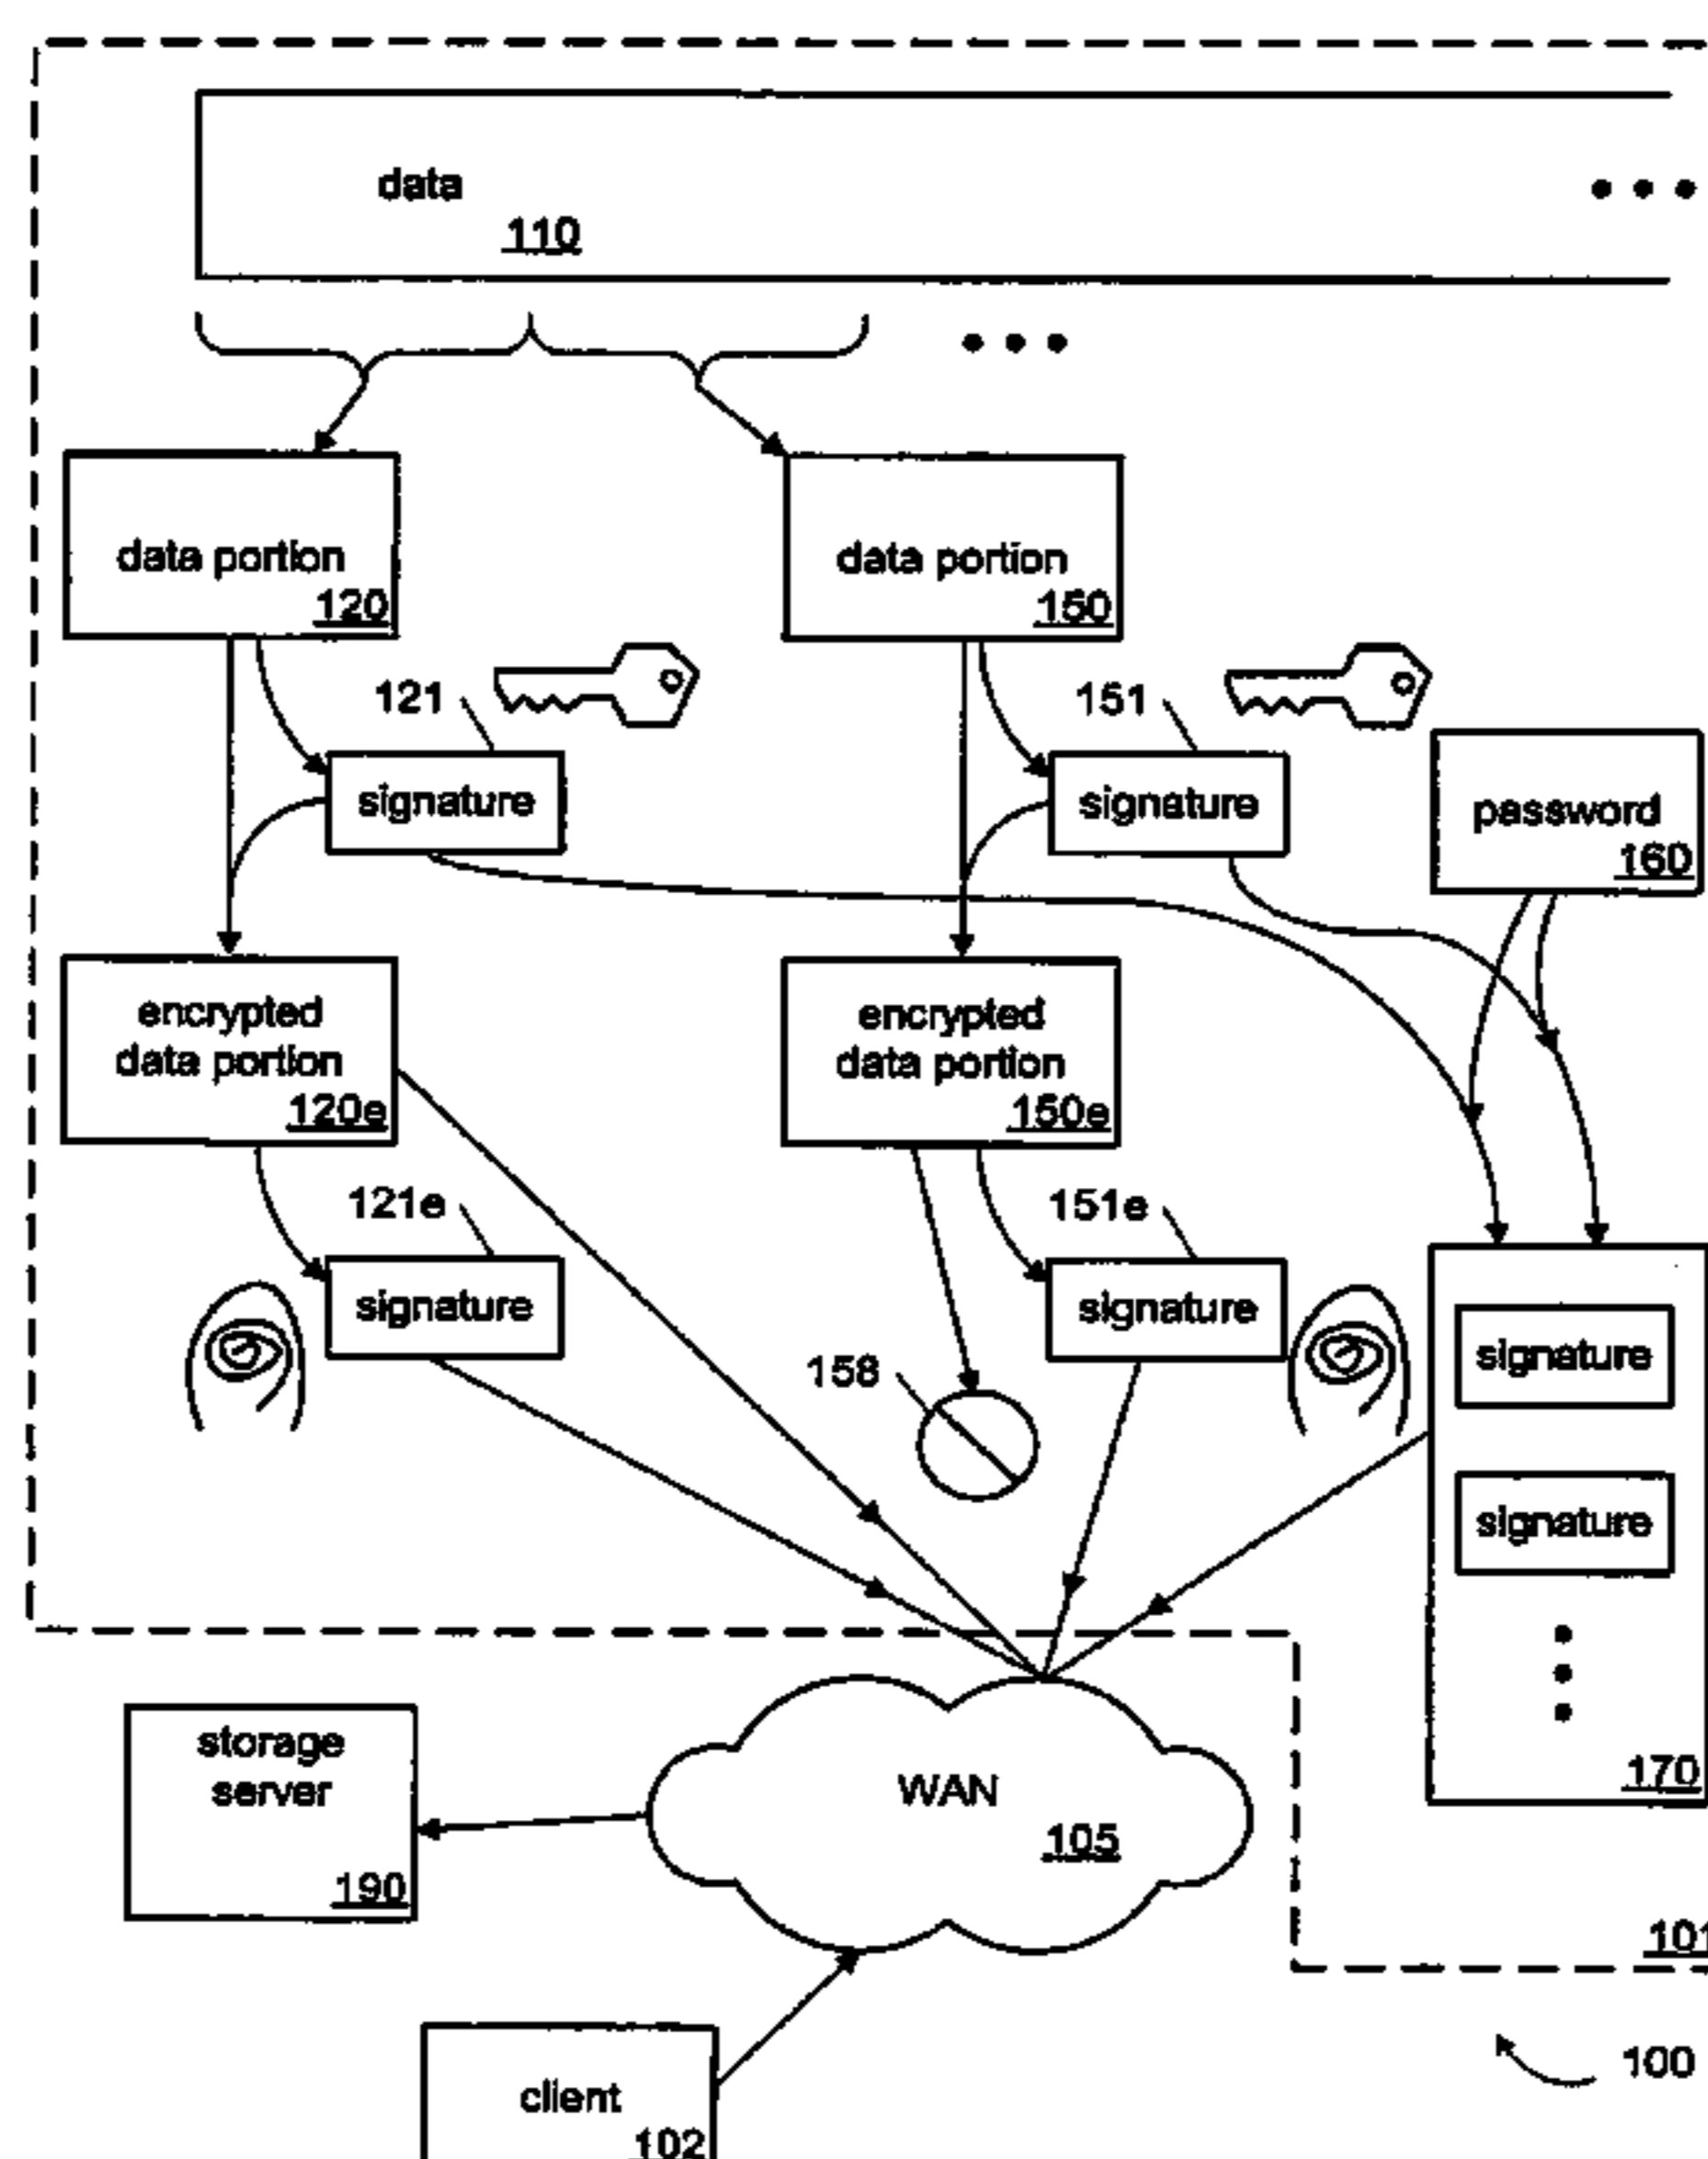 data
110
data portion
120
data portion
150
121
151
signature
signature
password
160
encrypted
data portion
120e
encrypted
data portion
150e
121e
151e
signature
signature
158
signature
signature
170
storage
server
190
WAN
105
101
client
102
100